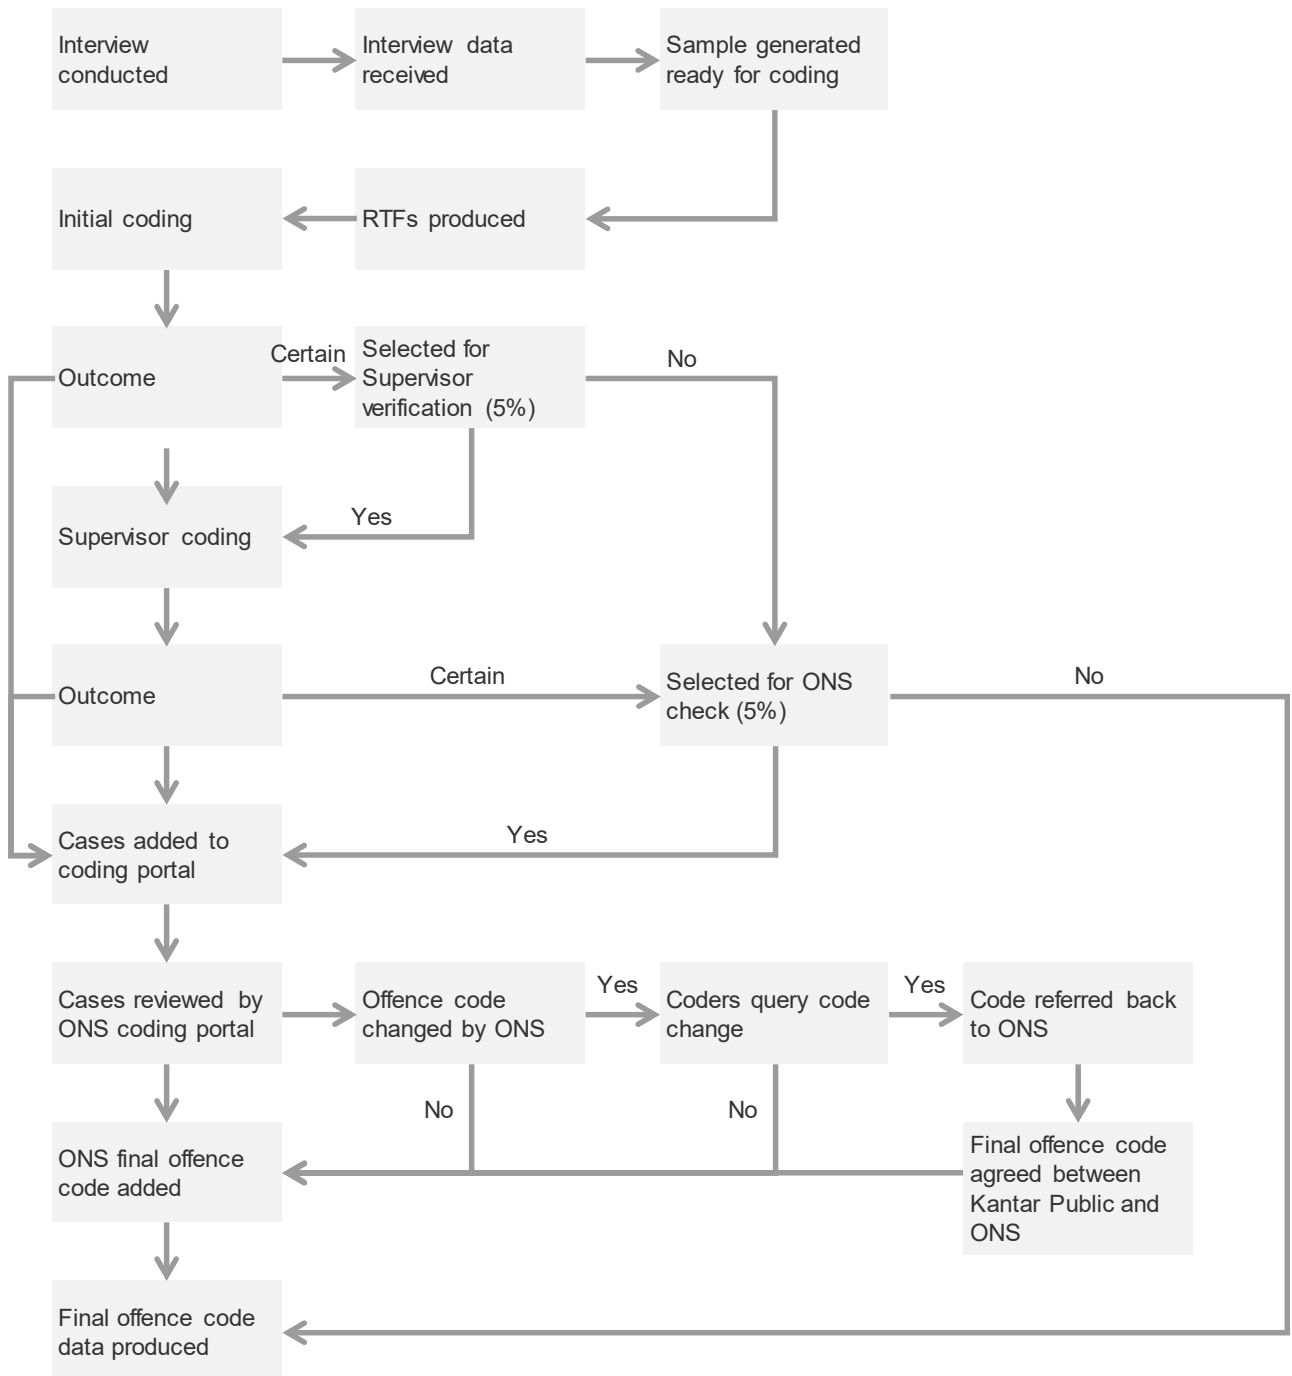 Interview
conducted
Interview data
received
Sample generated
ready for coding
Initial coding
RTFs produced
Outcome
Certain
Selected for
Supervisor
verification (5%)
No
Supervisor coding
Yes
Outcome
Certain
Selected for ONS
check (5%)
No
Cases added to
coding portal
Yes
Cases reviewed by
ONS coding portal
Offence code
changed by ONS
Yes
Coders query code
change
Yes
Code referred back
to ONS
No
No
ONS final offence
code added
Final offence code
agreed between
Kantar Public and
ONS
Final offence code
data produced